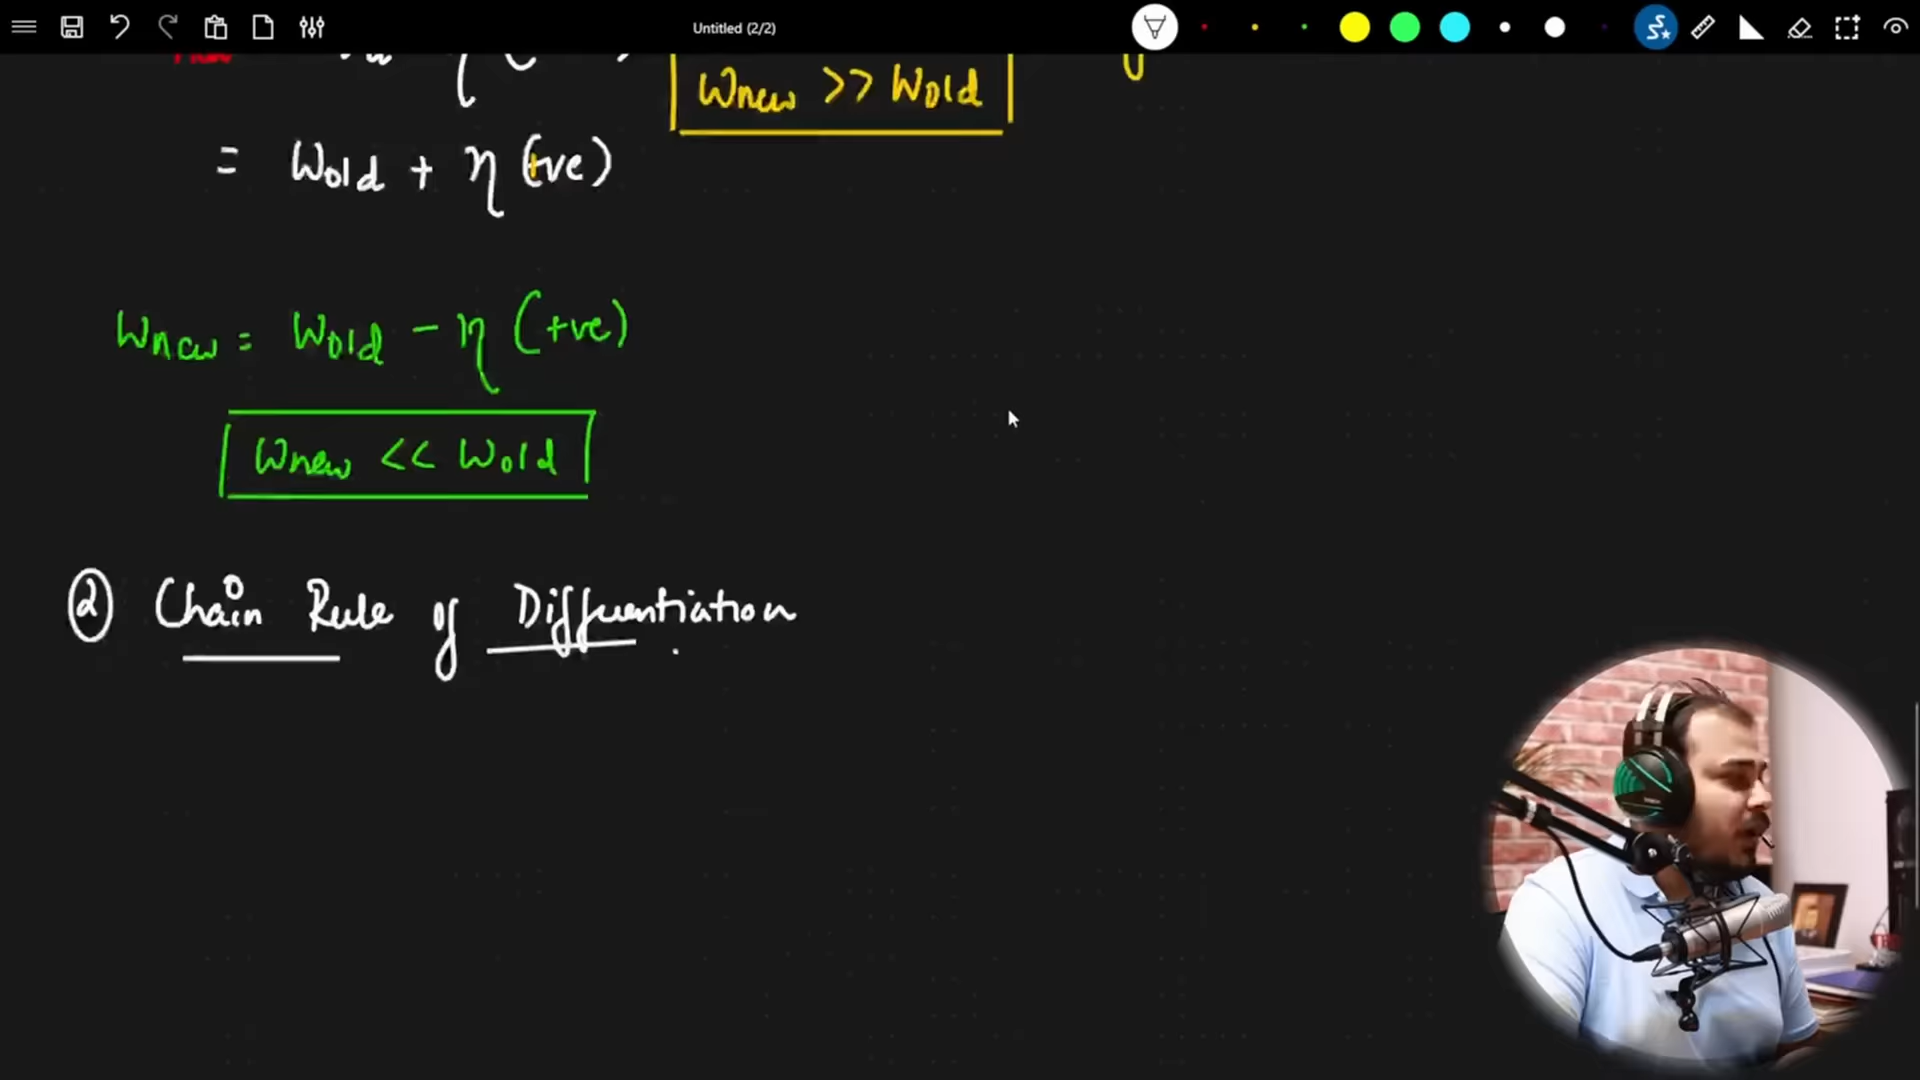 Untitled (2/2)
Wnew >> Wold
= Wold + η (+ve)
Wnew = Wold - η (+ve)
Wnew << Wold
② Chain Rule of Differentiation